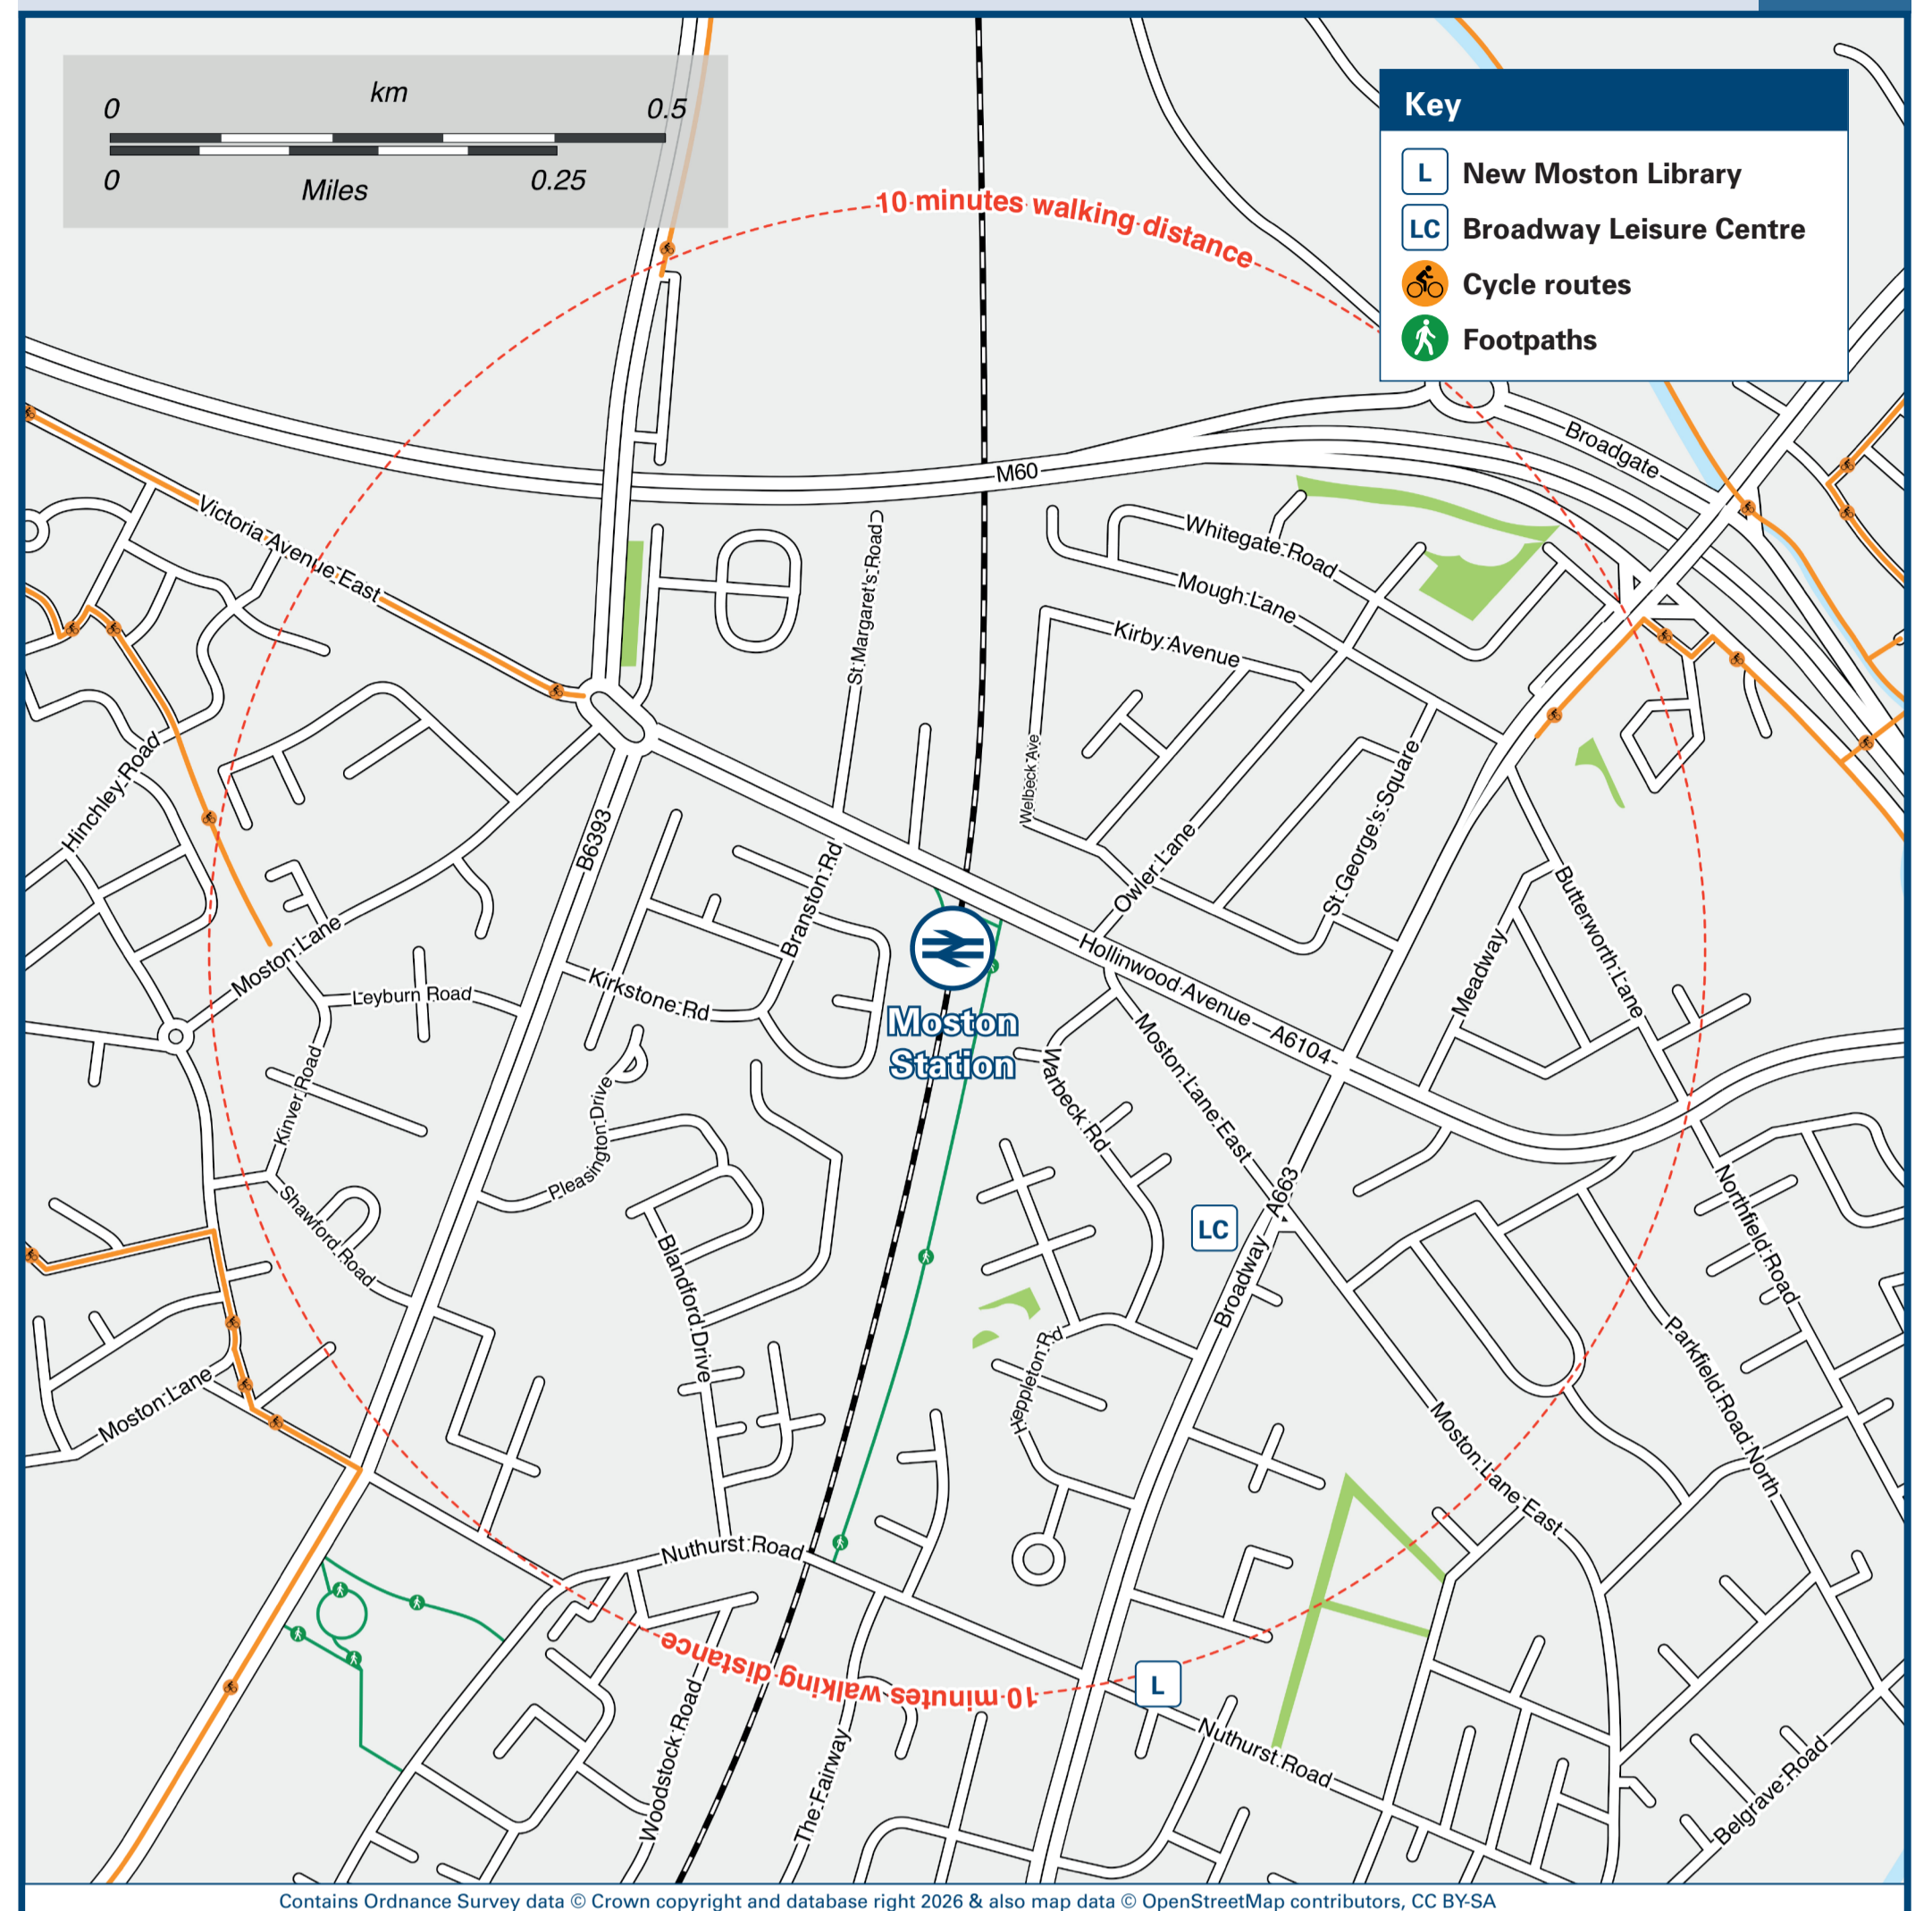 km
0
0.5
0
Miles
0.25
Key
L New Moston Library
LC Broadway Leisure Centre
Cycle routes
Footpaths
10 minutes walking distance
M60
Broadgate
Victoria Avenue East
Whitegate Road
Mough Lane
Kirby Avenue
St Margaret's Road
Welbeck Ave
Hinchley Road
B6393
Branston Rd
Owler Lane
St George's Square
Butterworth Lane
Meadway
Moston Lane
Leyburn Road
Kirkstone Rd
Hollinwood Avenue
A6104
Moston
Station
Moston Lane East
Warbeck Rd
Kinver Road
Pleasington Drive
Shawford Road
Blandford Drive
LC
A663
Broadway
Northfield Road
Parkfield Road North
Heppleton Rd
Moston Lane
Moston Lane East
Nuthurst Road
10 minutes walking distance
L
Nuthurst Road
Woodstock Road
The Fairway
Belgrave Road
Contains Ordnance Survey data © Crown copyright and database right 2026 & also map data © OpenStreetMap contributors, CC BY-SA